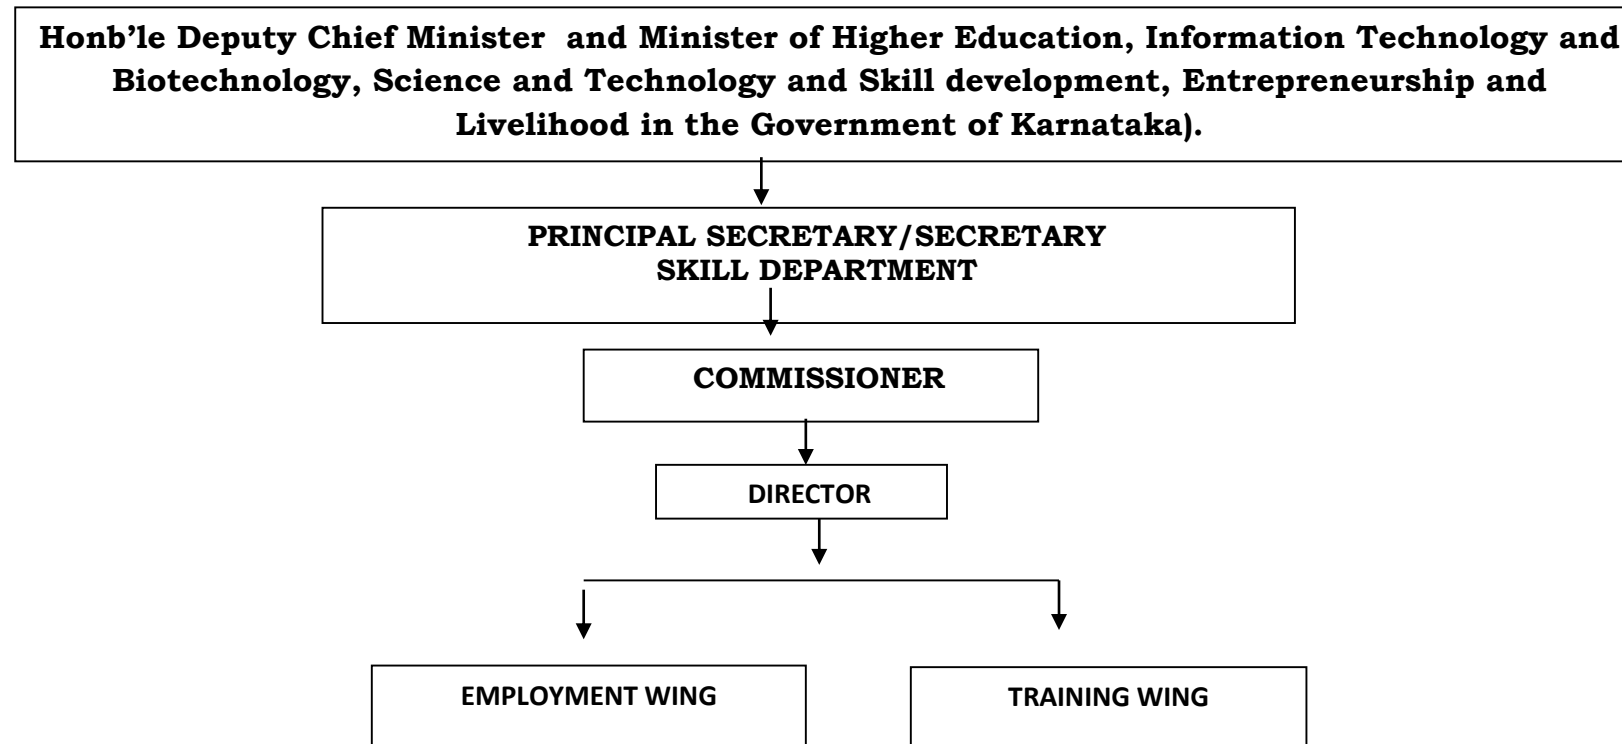 Honb’le Deputy Chief Minister and Minister of Higher Education, Information Technology and
Biotechnology, Science and Technology and Skill development, Entrepreneurship and
Livelihood in the Government of Karnataka).
PRINCIPAL SECRETARY/SECRETARY
SKILL DEPARTMENT
COMMISSIONER
DIRECTOR
EMPLOYMENT WING
TRAINING WING